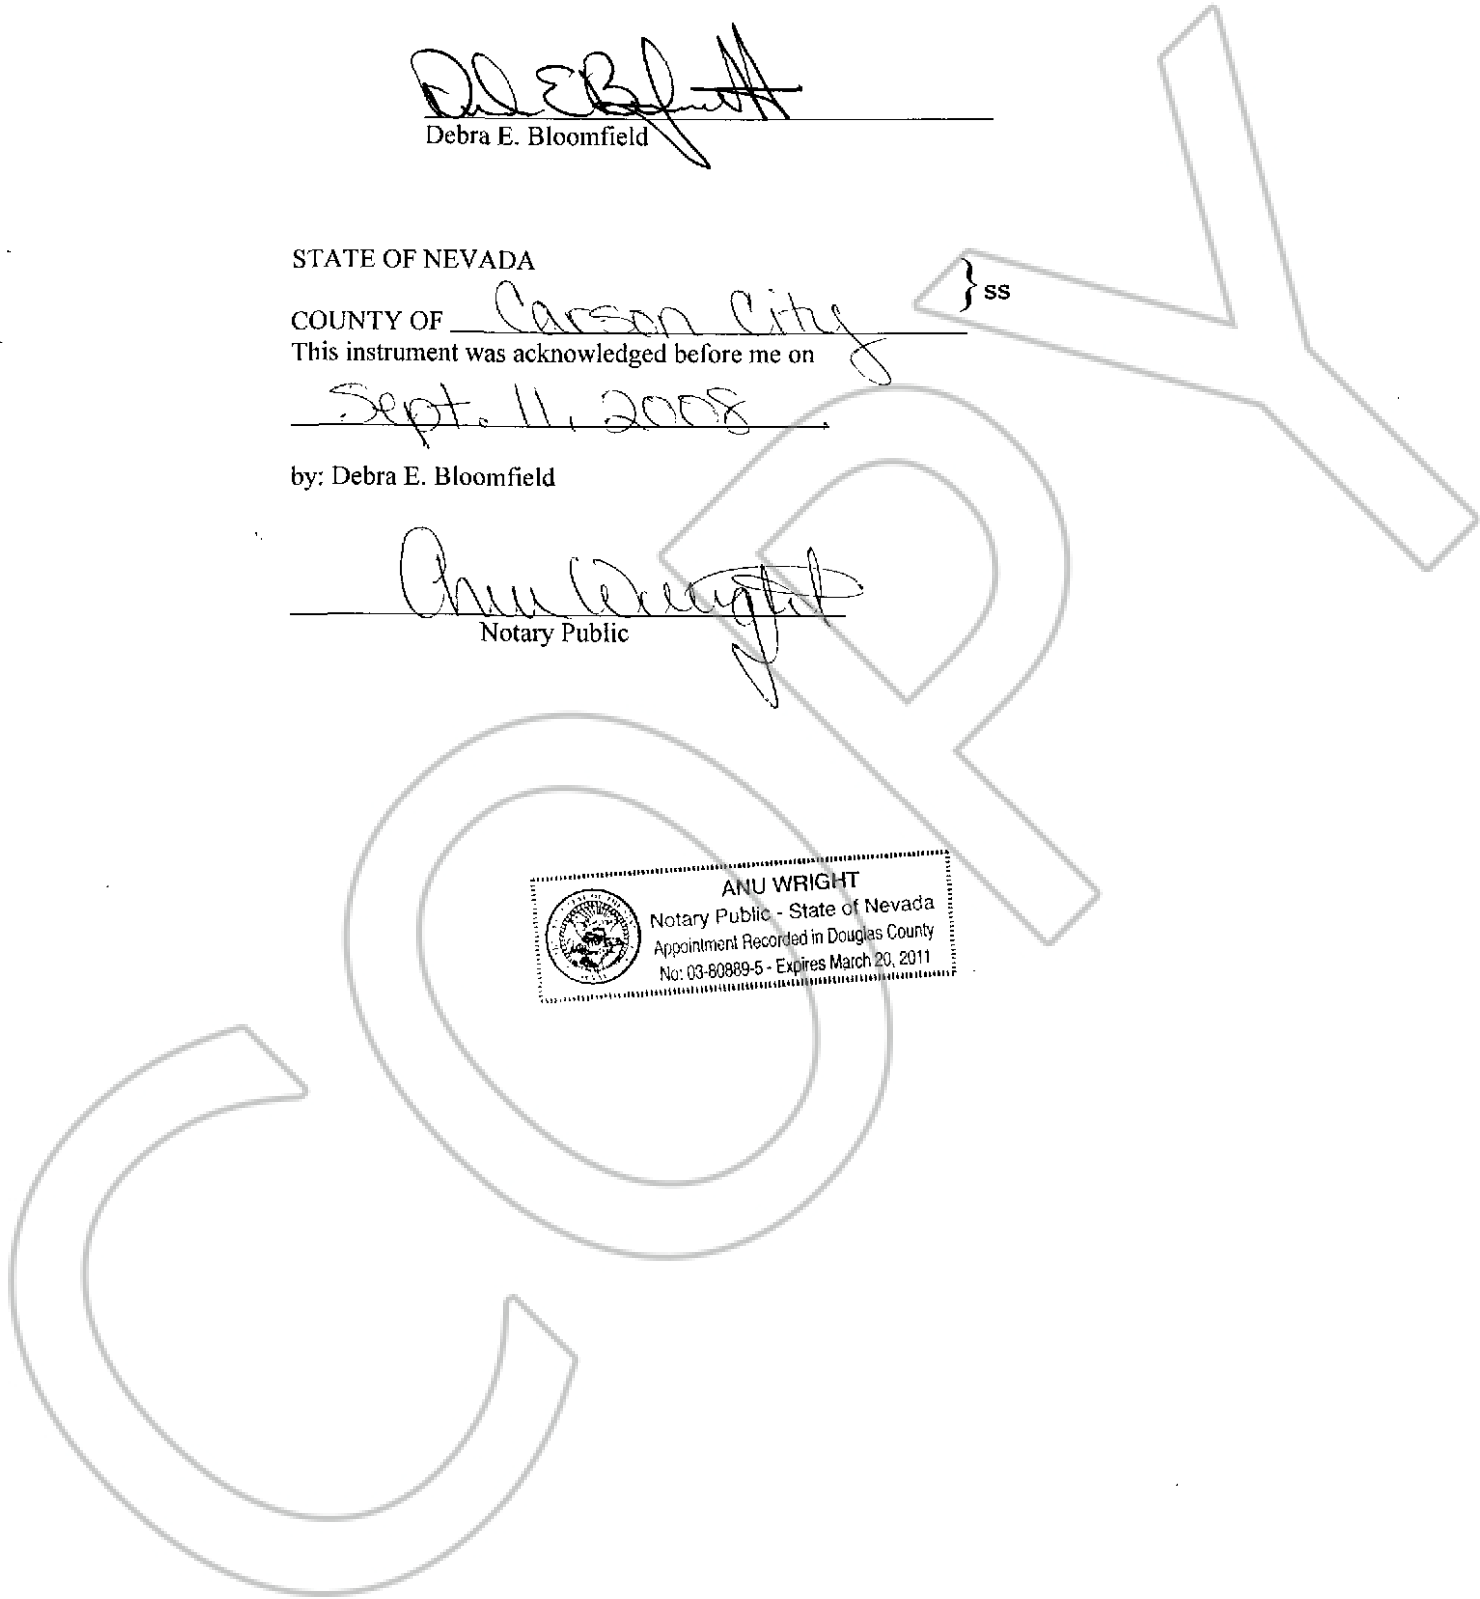 Debra E. Bloomfield
STATE OF NEVADA
} ss
COUNTY OF Carson City
This instrument was acknowledged before me on
Sept. 11, 2008.
by: Debra E. Bloomfield
Anu Wright
Notary Public
ANU WRIGHT
Notary Public - State of Nevada
Appointment Recorded in Douglas County
No: 03-80889-5 - Expires March 20, 2011
COPY